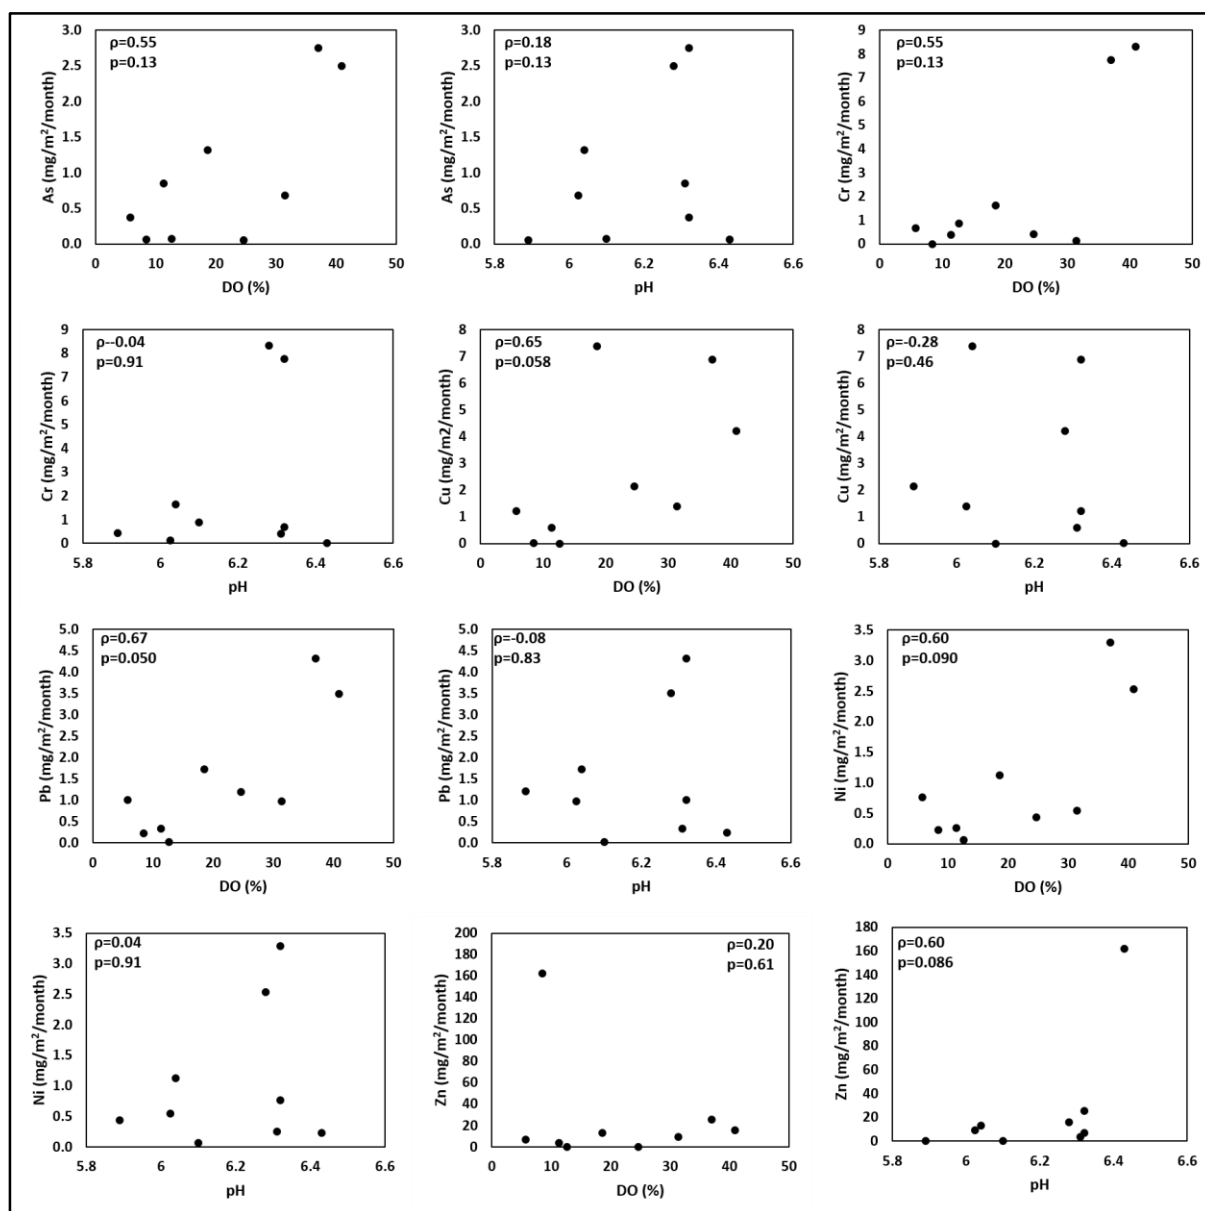 ρ=0.55
p=0.13
As (mg/m²/month)
3.0
2.5
2.0
1.5
1.0
0.5
0.0
0 10 20 30 40 50
DO (%)
ρ=0.18
p=0.13
As (mg/m²/month)
3.0
2.5
2.0
1.5
1.0
0.5
0.0
5.8 6 6.2 6.4 6.6
pH
ρ=0.55
p=0.13
Cr (mg/m²/month)
9
8
7
6
5
4
3
2
1
0
0 10 20 30 40 50
DO (%)
ρ--0.04
p=0.91
Cr (mg/m²/month)
9
8
7
6
5
4
3
2
1
0
5.8 6 6.2 6.4 6.6
pH
ρ=0.65
p=0.058
Cu (mg/m2/month)
8
7
6
5
4
3
2
1
0
0 10 20 30 40 50
DO (%)
ρ=-0.28
p=0.46
Cu (mg/m²/month)
8
7
6
5
4
3
2
1
0
5.8 6 6.2 6.4 6.6
pH
ρ=0.67
p=0.050
Pb (mg/m²/month)
5.0
4.5
4.0
3.5
3.0
2.5
2.0
1.5
1.0
0.5
0.0
0 10 20 30 40 50
DO (%)
ρ=-0.08
p=0.83
Pb (mg/m²/month)
5.0
4.5
4.0
3.5
3.0
2.5
2.0
1.5
1.0
0.5
0.0
5.8 6 6.2 6.4 6.6
pH
ρ=0.60
p=0.090
Ni (mg/m²/month)
3.5
3.0
2.5
2.0
1.5
1.0
0.5
0.0
0 10 20 30 40 50
DO (%)
ρ=0.04
p=0.91
Ni (mg/m²/month)
3.5
3.0
2.5
2.0
1.5
1.0
0.5
0.0
5.8 6 6.2 6.4 6.6
pH
ρ=0.20
p=0.61
Zn (mg/m²/month)
200
180
160
140
120
100
80
60
40
20
0
0 10 20 30 40 50
DO (%)
ρ=0.60
p=0.086
Zn (mg/m²/month)
180
160
140
120
100
80
60
40
20
0
5.8 6 6.2 6.4 6.6
pH